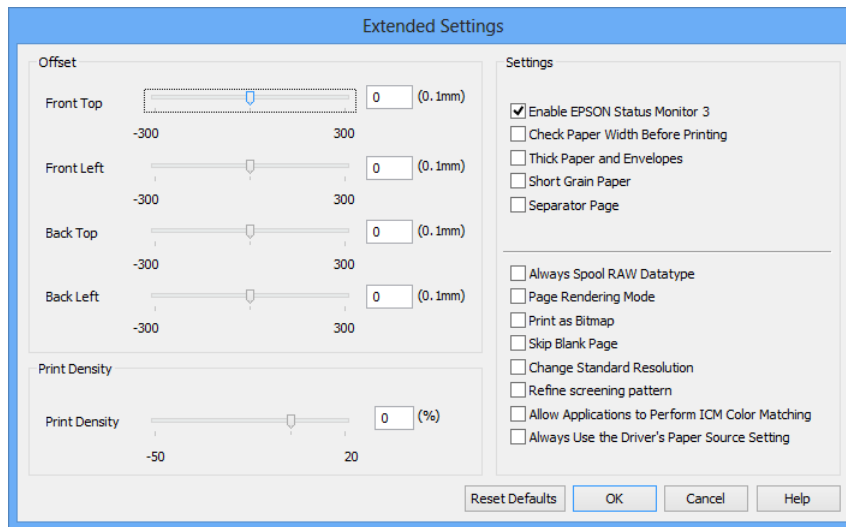 Extended Settings
Offset
Front Top 0 (0.1mm)
-300 300
Front Left 0 (0.1mm)
-300 300
Back Top 0 (0.1mm)
-300 300
Back Left 0 (0.1mm)
-300 300
Print Density
Print Density 0 (%)
-50 20
Settings
Enable EPSON Status Monitor 3
Check Paper Width Before Printing
Thick Paper and Envelopes
Short Grain Paper
Separator Page
Always Spool RAW Datatype
Page Rendering Mode
Print as Bitmap
Skip Blank Page
Change Standard Resolution
Refine screening pattern
Allow Applications to Perform ICM Color Matching
Always Use the Driver's Paper Source Setting
Reset Defaults OK Cancel Help